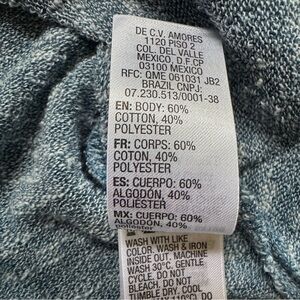 DE C.V. AMORES
1120 PISO 2
COL. DEL VALLE
MEXICO, D.F CP
03100 MEXICO
RFC: QME 061031 JB2
BRAZIL CNPJ:
07.230.513/0001-38
EN: BODY: 60%
COTTON, 40%
POLYESTER
FR: CORPS: 60%
COTON, 40%
POLYESTER
ES: CUERPO: 60%
ALGODÓN, 40%
POLIESTER
MX: CUERPO: 60%
ALGODÓN, 40%
poliester
WASH WITH LIKE
COLOR. WASH & IRON
INSIDE OUT. MACHINE
WASH 30°C. GENTLE
CYCLE. DO NOT
BLEACH. DO NOT
TUMBLE DRY. COOL